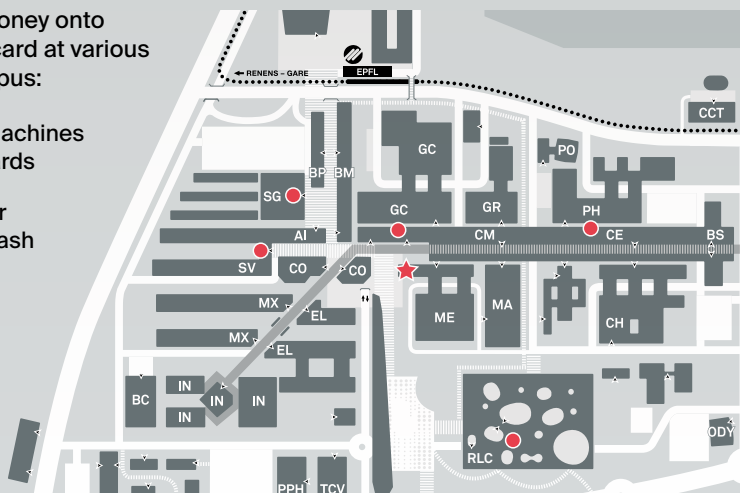 oney onto
card at various
ous:
achines
ards
r
ash
RENENS – GARE
EPFL
CCT
GC
PO
BP
BM
SG
GC
GR
PH
AI
CM
CE
BS
SV
CO
CO
MX
EL
ME
MA
CH
MX
EL
IN
BC
IN
IN
IN
ODY
RLC
PPH
TCV